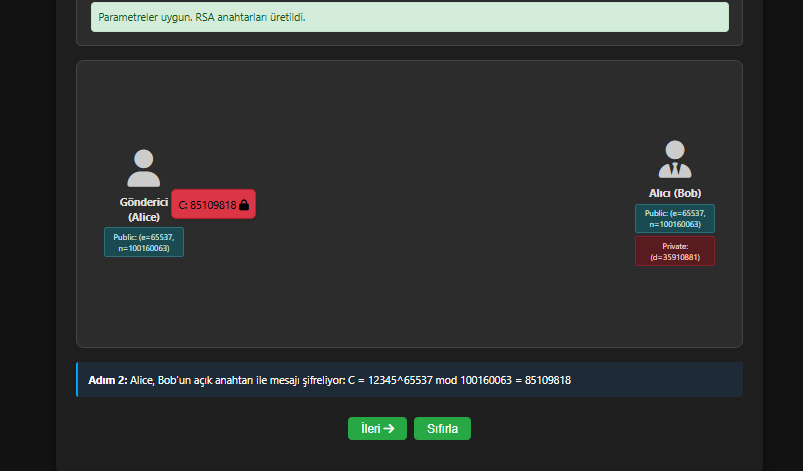 Parametreler uygun. RSA anahtarları üretildi.
Gönderici
(Alice)
C: 85109818
Public: (e=65537,
n=100160063)
Alıcı (Bob)
Public: (e=65537,
n=100160063)
Private:
(d=35910881)
Adım 2: Alice, Bob'un açık anahtarı ile mesajı şifreliyor: C = 12345^65537 mod 100160063 = 85109818
İleri →
Sıfırla